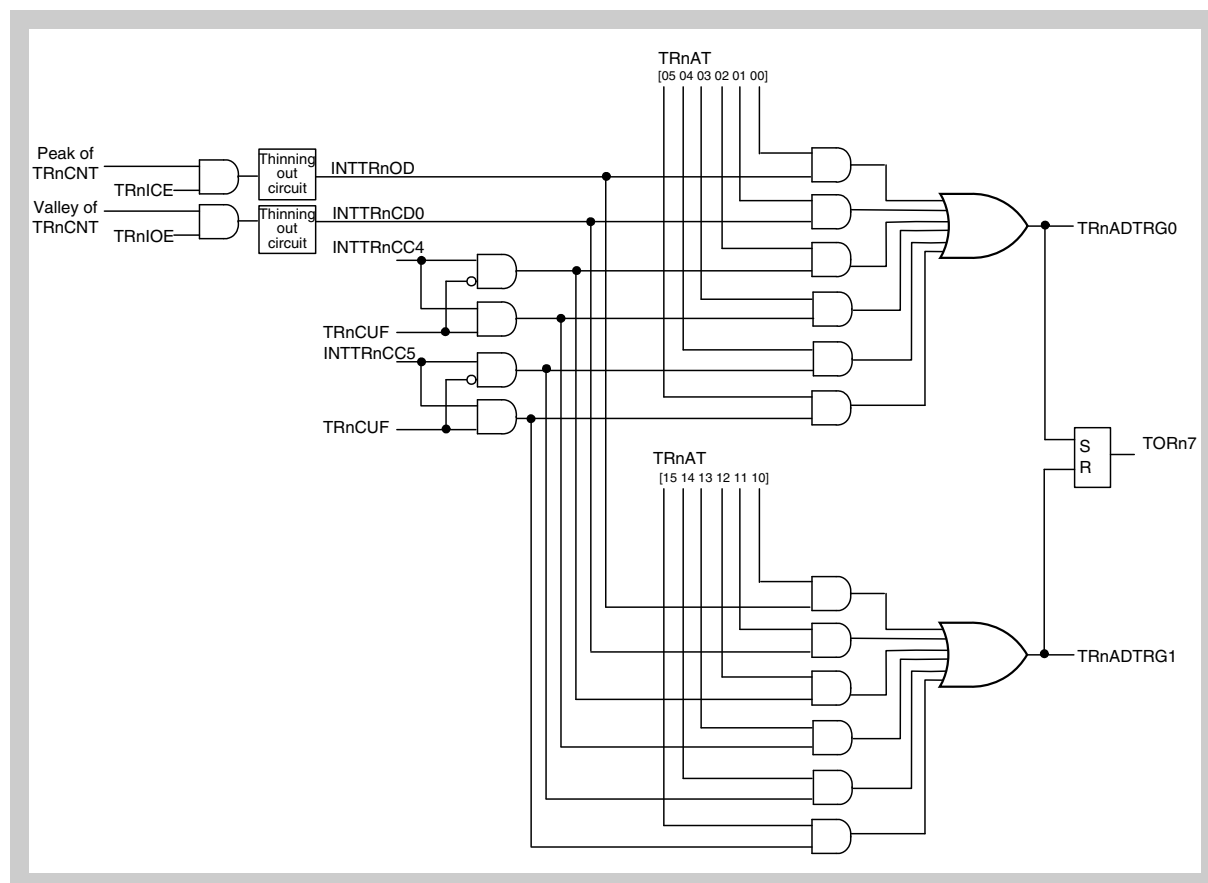 TRnAT
[05 04 03 02 01 00]
Peak of
TRnCNT
TRnICE
Thinning
out
circuit
INTTRnOD
Valley of
TRnCNT
TRnIOE
Thinning
out
circuit
INTTRnCD0
INTTRnCC4
TRnCUF
INTTRnCC5
TRnCUF
TRnADTRG0
S
R
TORn7
TRnAT
[15 14 13 12 11 10]
TRnADTRG1